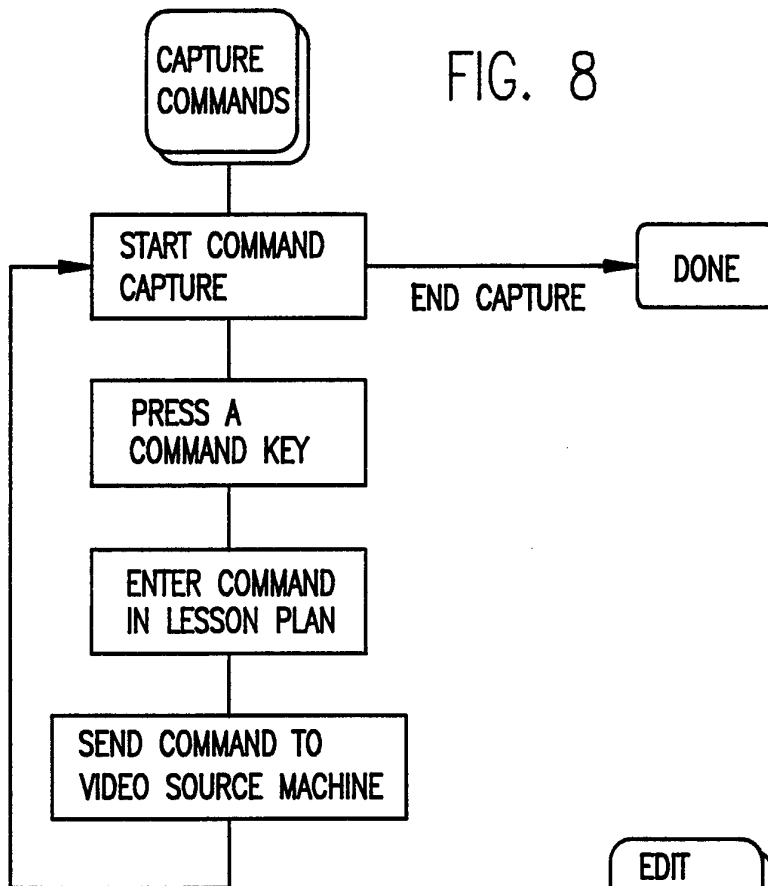 FIG. 8
CAPTURE
COMMANDS
START COMMAND
CAPTURE
END CAPTURE
DONE
PRESS A
COMMAND KEY
ENTER COMMAND
IN LESSON PLAN
SEND COMMAND TO
VIDEO SOURCE MACHINE
EDIT